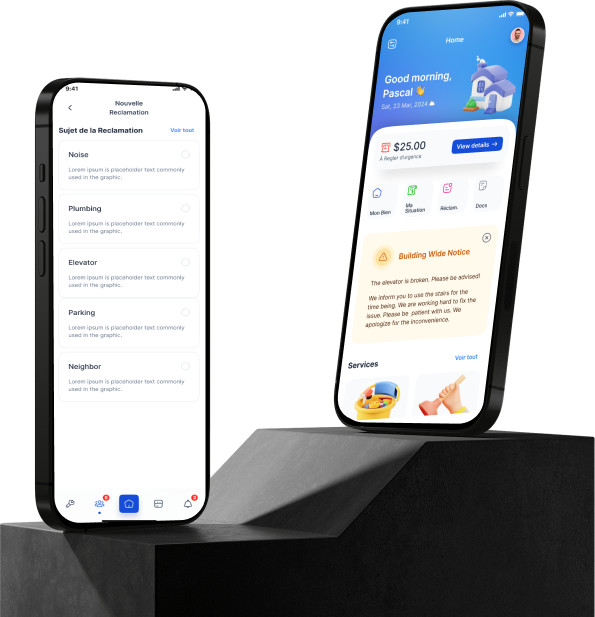 9:41
Nouvelle
Reclamation
Sujet de la Reclamation
Voir tout
Noise
Lorem ipsum is placeholder text commonly
used in the graphic.
Plumbing
Lorem ipsum is placeholder text commonly
used in the graphic.
Elevator
Lorem ipsum is placeholder text commonly
used in the graphic.
Parking
Lorem ipsum is placeholder text commonly
used in the graphic.
Neighbor
Lorem ipsum is placeholder text commonly
used in the graphic.
9:41
Home
Good morning,
Pascal 👋
Sat, 23 Mar, 2024
$25.00
A Regler d'urgence
View details →
Mon Bien
Ma
Situation
Réclam.
Docs
Building Wide Notice
The elevator is broken. Please be advised!
We inform you to use the stairs for the
time being. We are working hard to fix the
issue. Please be patient with us. We
apologize for the inconvenience.
Services
Voir tout